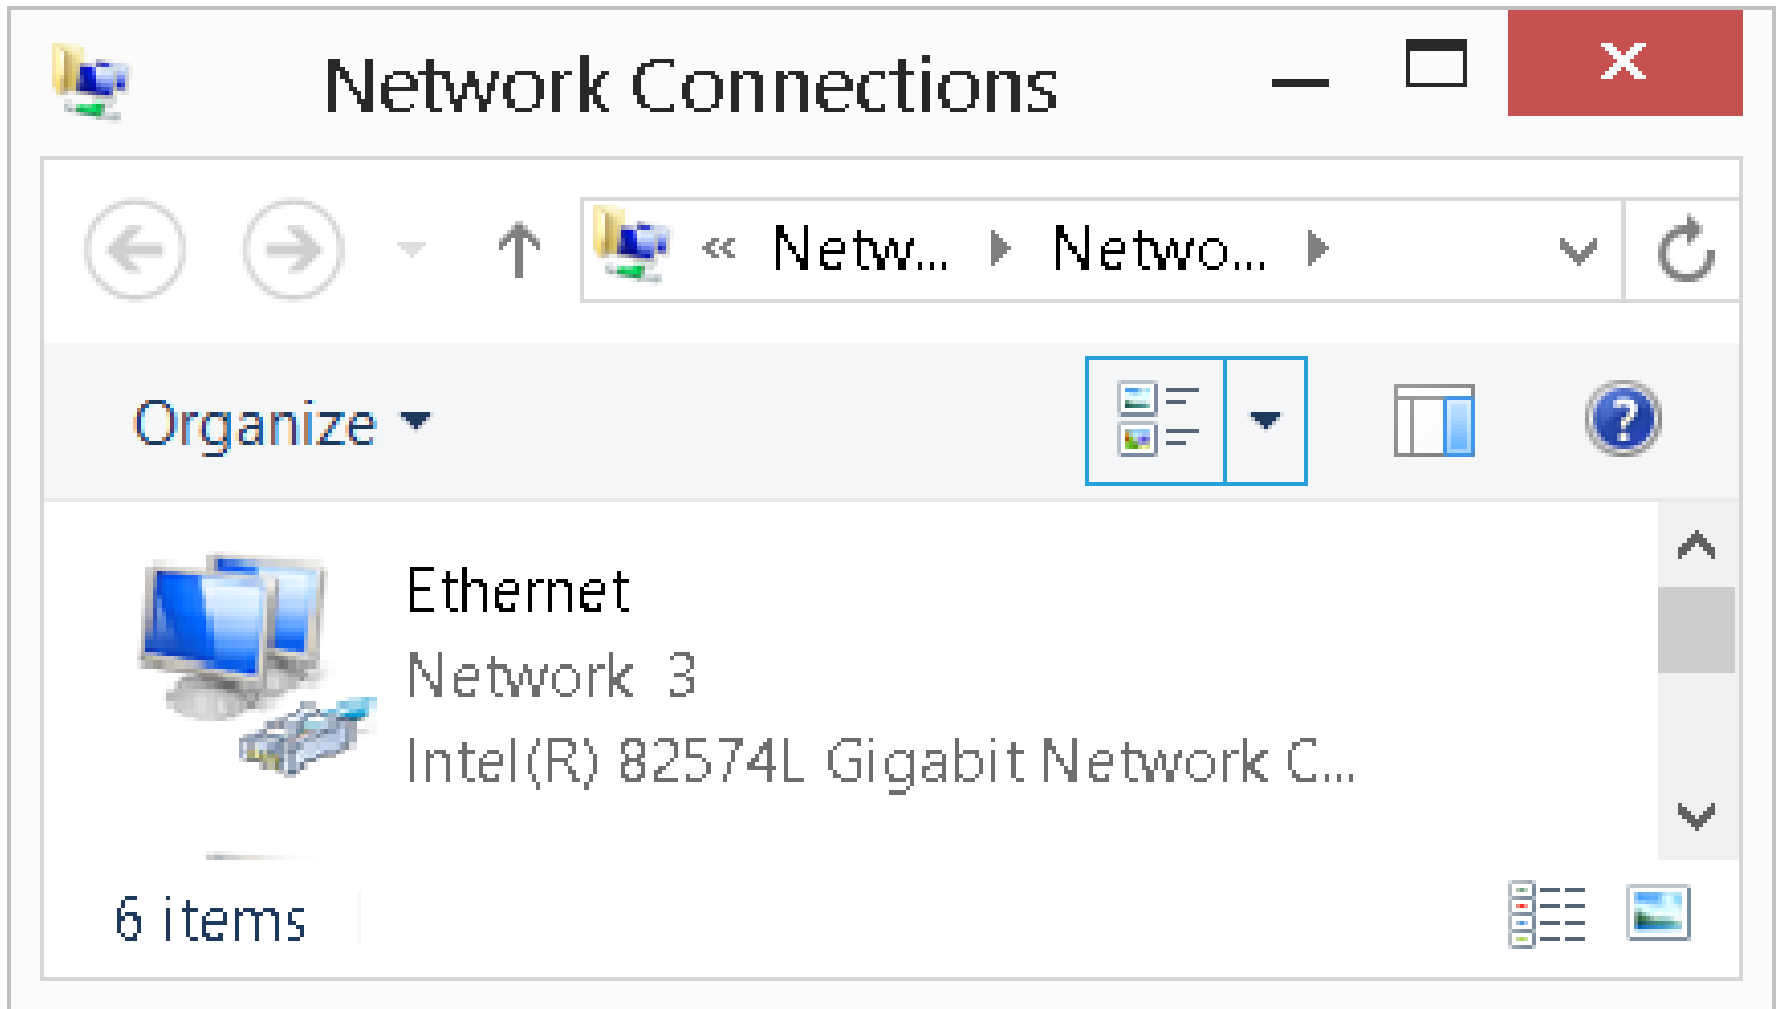 Network Connections
« Netw... Netwo...
Organize
Ethernet
Network 3
Intel(R) 82574L Gigabit Network C...
6 items